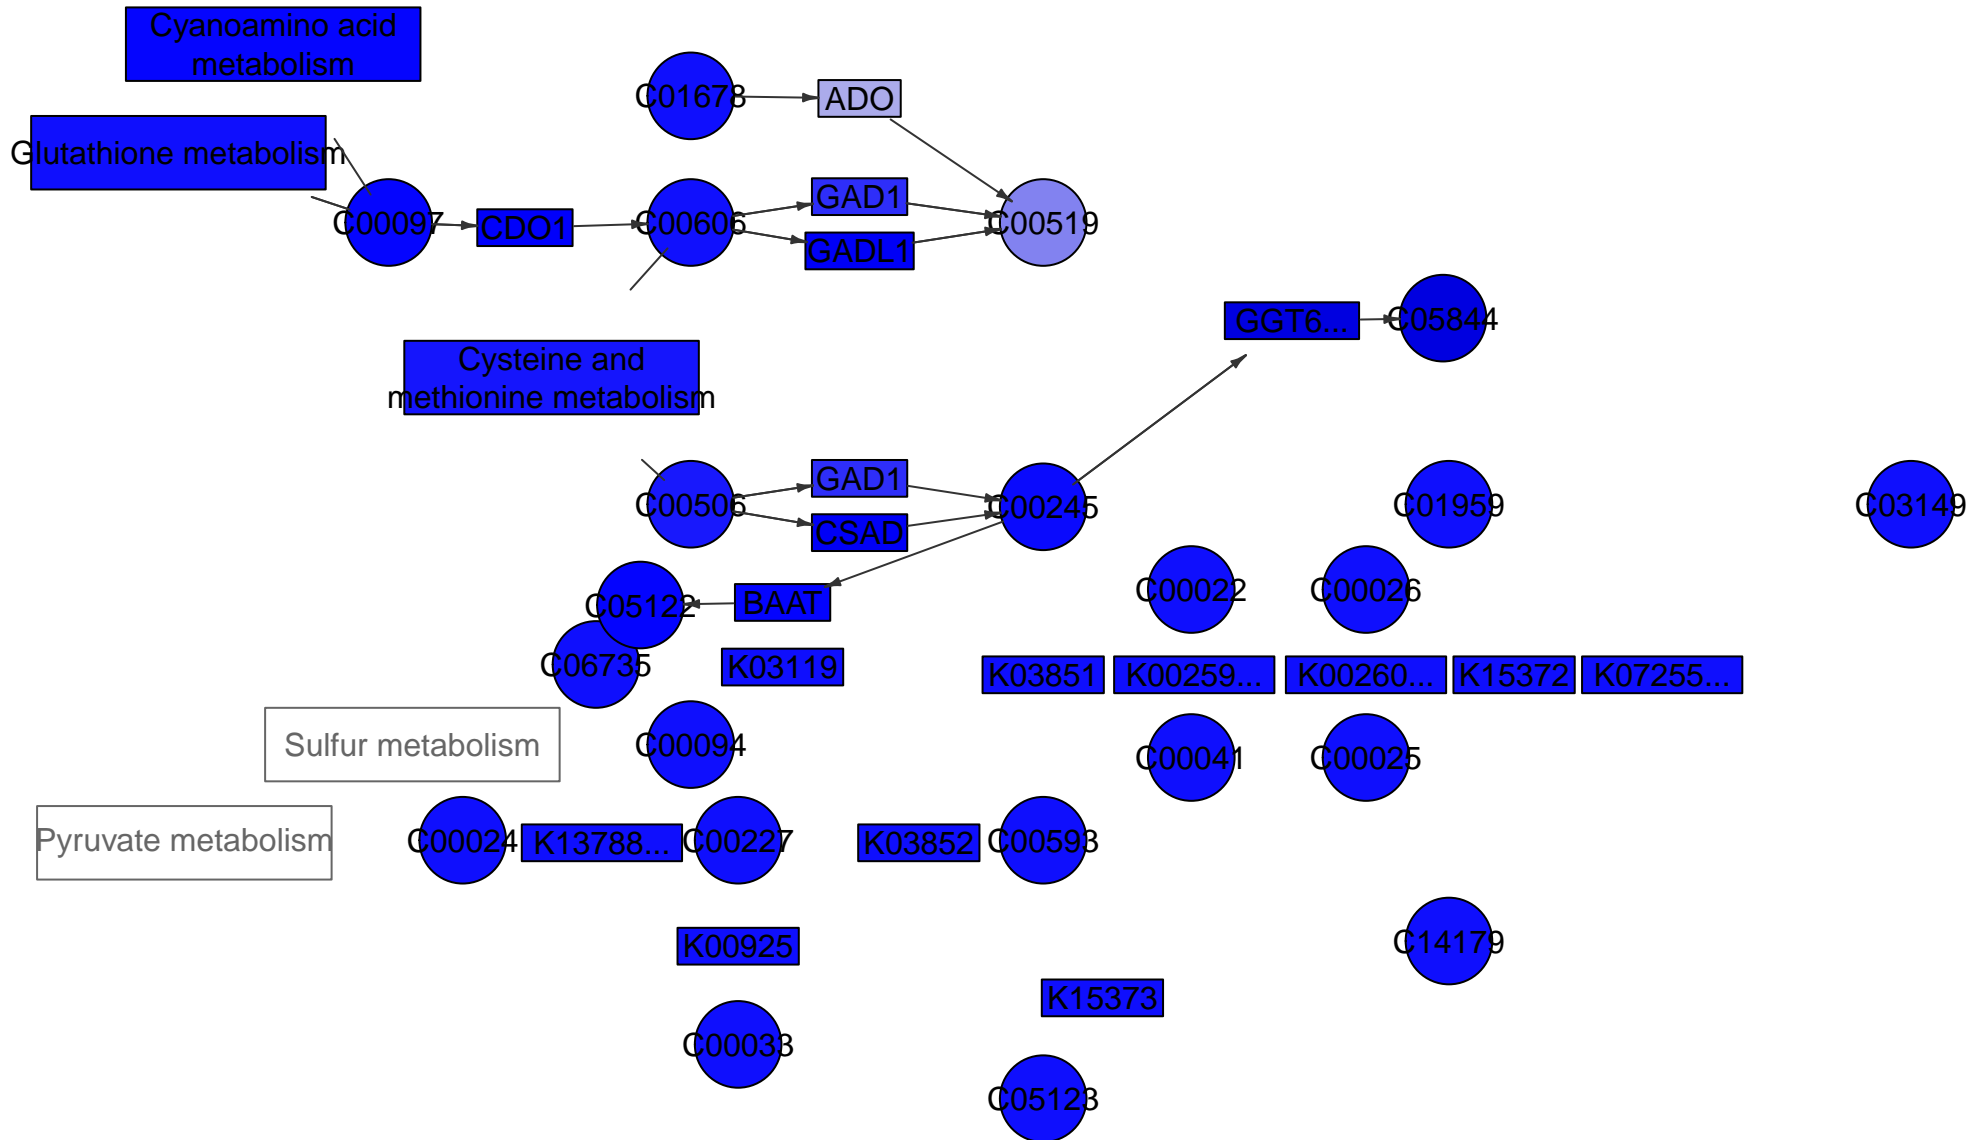 Cyanoamino acid
metabolism
C01678
ADO
Glutathione metabolism
C00097
CDO1
C00606
GAD1
GADL1
C00519
GGT6...
C05844
Cysteine and
methionine metabolism
C00506
GAD1
CSAD
C00245
C01959
C03149
C05122
BAAT
C00022
C00026
C06735
K03119
K03851
K00259...
K00260...
K15372
K07255...
Sulfur metabolism
C00094
C00041
C00025
Pyruvate metabolism
C00024
K13788...
C00227
K03852
C00593
K00925
C14179
K15373
C00033
C05123